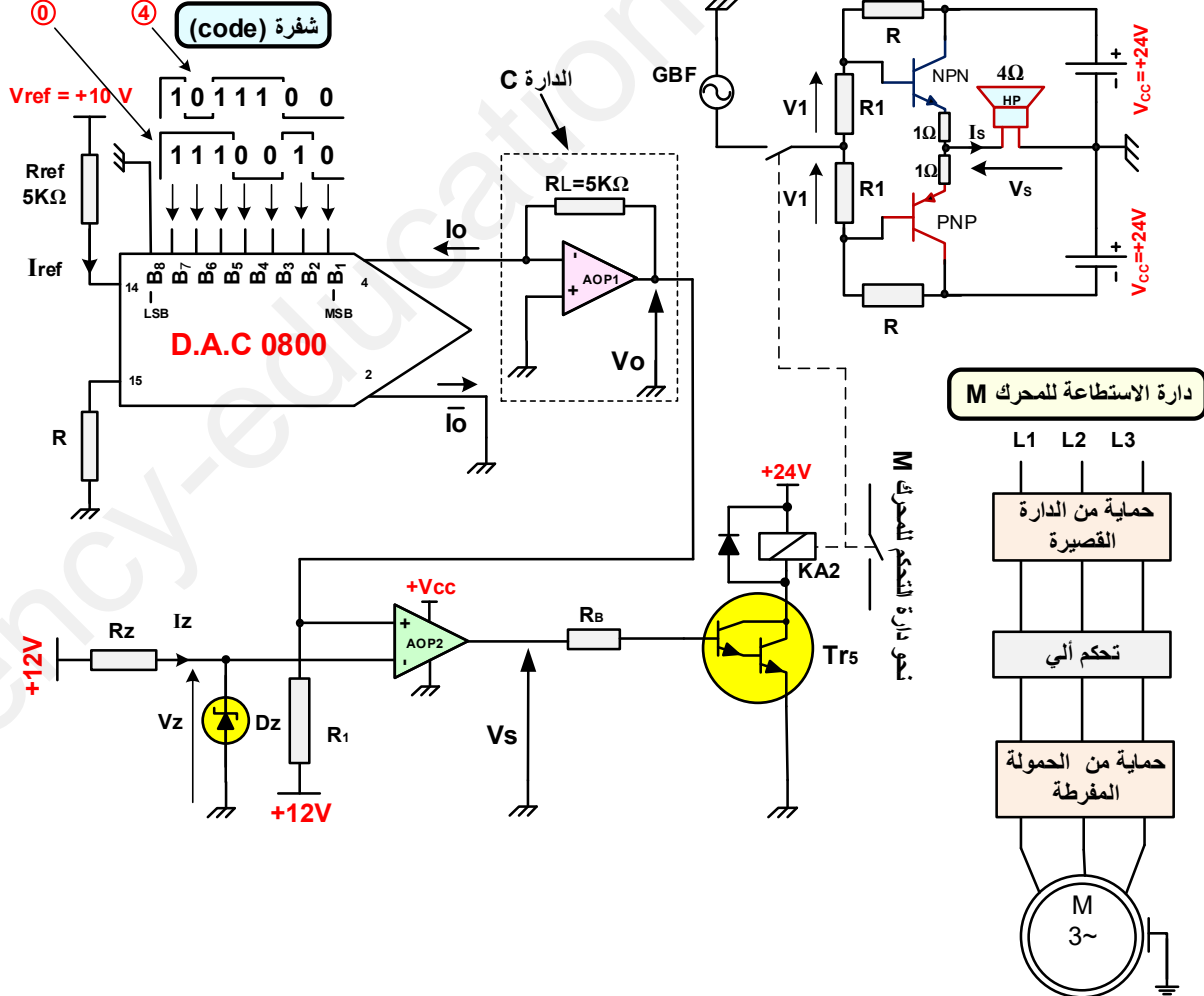 0
4
شفرة (code)
Vref = +10 V
1 0 1 1 1 0 0
1 1 1 0 0 1 0
Rref
5KΩ
Iref
14
B8 B7 B6 B5 B4 B3 B2 B1
4
LSB
MSB
D.A.C 0800
15
2
R
Io
Io
الدارة C
RL=5KΩ
-
+
AOP1
Vo
GBF
V1
R1
V1
R1
R
NPN
4Ω
HP
1Ω
Is
1Ω
Vs
PNP
R
+
-
VCC=+24V
+
-
VCC=+24V
دارة الاستطاعة للمحرك M
L1 L2 L3
حماية من الدارة
القصيرة
تحكم ألي
حماية من الحمولة
المفرطة
M
3~
+24V
KA2
نحو دارة التحكم للمحرك M
Tr5
+12V
Rz
Iz
Vz
Dz
R1
+12V
+Vcc
+
-
AOP2
RB
Vs
ency-education